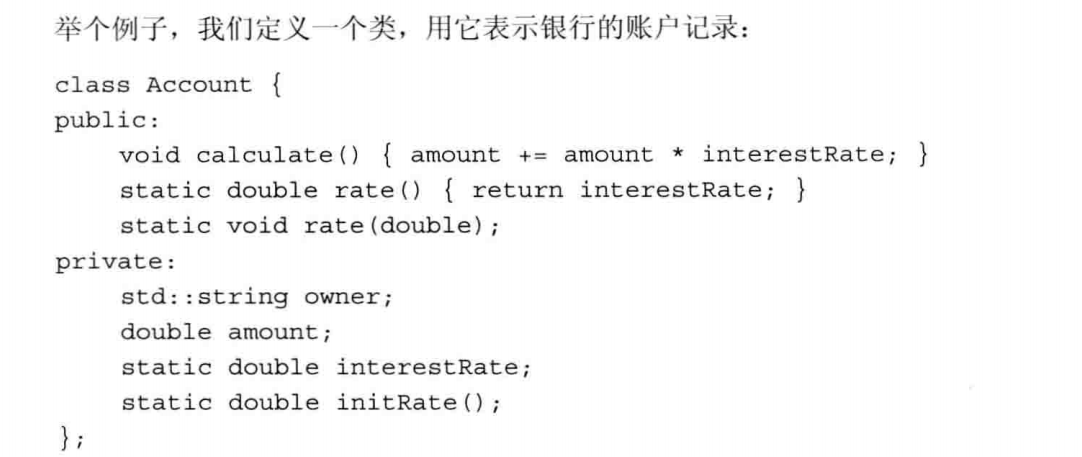 举个例子，我们定义一个类，用它表示银行的账户记录：
class Account {
public:
    void calculate() { amount += amount * interestRate; }
    static double rate() { return interestRate; }
    static void rate(double);
private:
    std::string owner;
    double amount;
    static double interestRate;
    static double initRate();
};